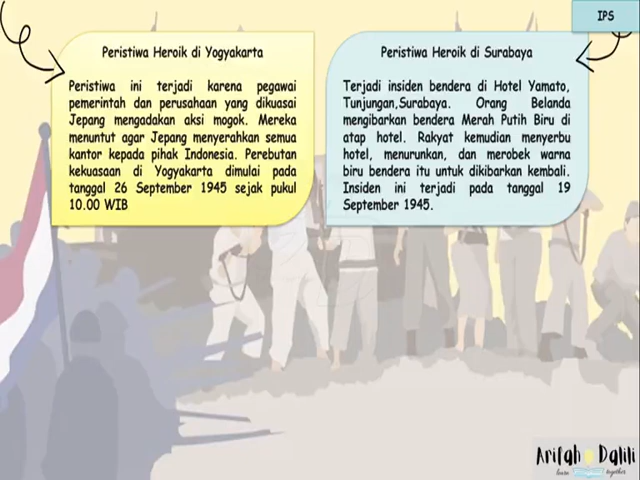 IPS
Peristiwa Heroik di Yogyakarta
Peristiwa ini terjadi karena pegawai
pemerintah dan perusahaan yang dikuasai
Jepang mengadakan aksi mogok. Mereka
menuntut agar Jepang menyerahkan semua
kantor kepada pihak Indonesia. Perebutan
kekuasaan di Yogyakarta dimulai pada
tanggal 26 September 1945 sejak pukul
10.00 WIB
Peristiwa Heroik di Surabaya
Terjadi insiden bendera di Hotel Yamato,
Tunjungan,Surabaya. Orang Belanda
mengibarkan bendera Merah Putih Biru di
atap hotel. Rakyat kemudian menyerbu
hotel, menurunkan, dan merobek warna
biru bendera itu untuk dikibarkan kembali.
Insiden ini terjadi pada tanggal 19
September 1945.
Arifah Dalili
learn together